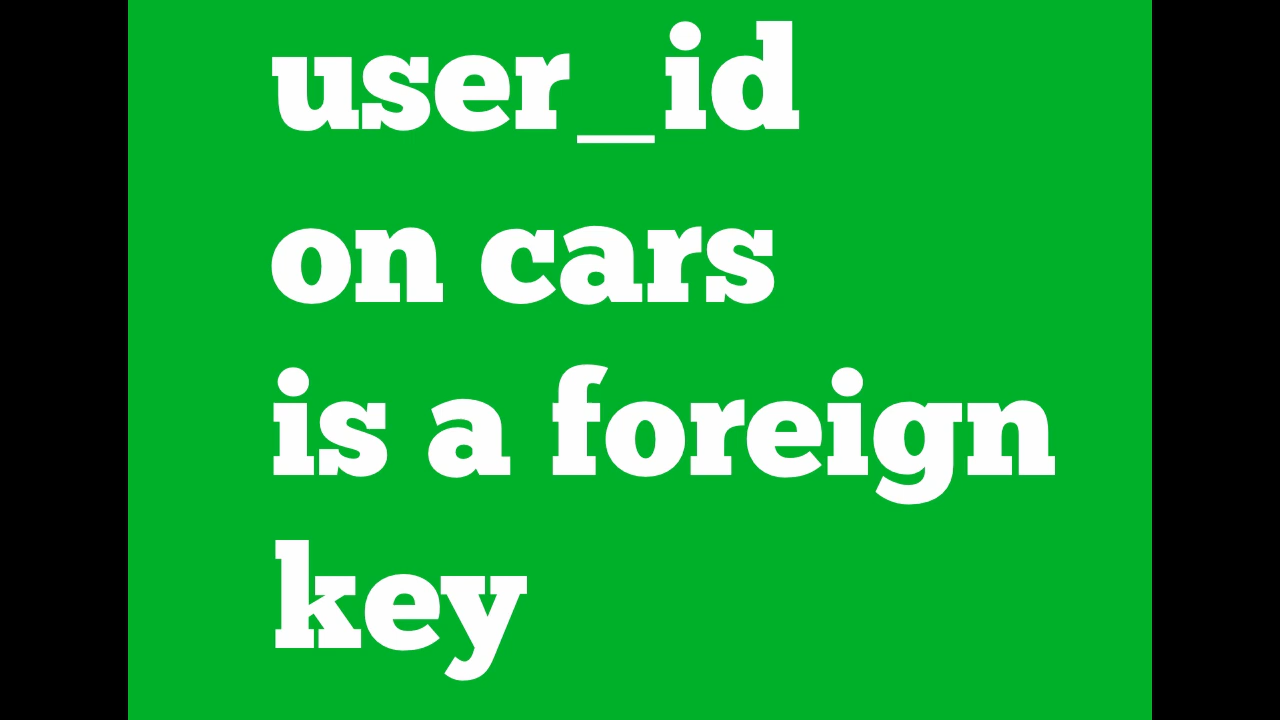 user_id
on cars
is a foreign
key